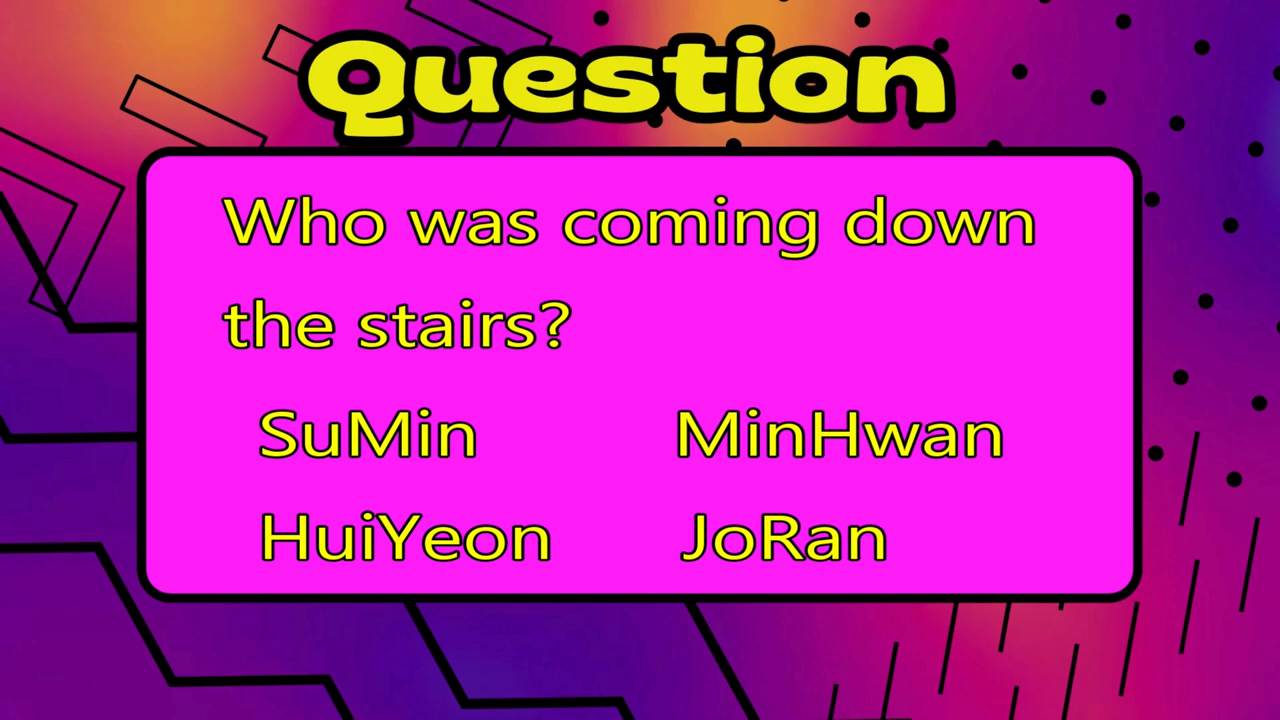 Question
Who was coming down
the stairs?
SuMin MinHwan
HuiYeon JoRan